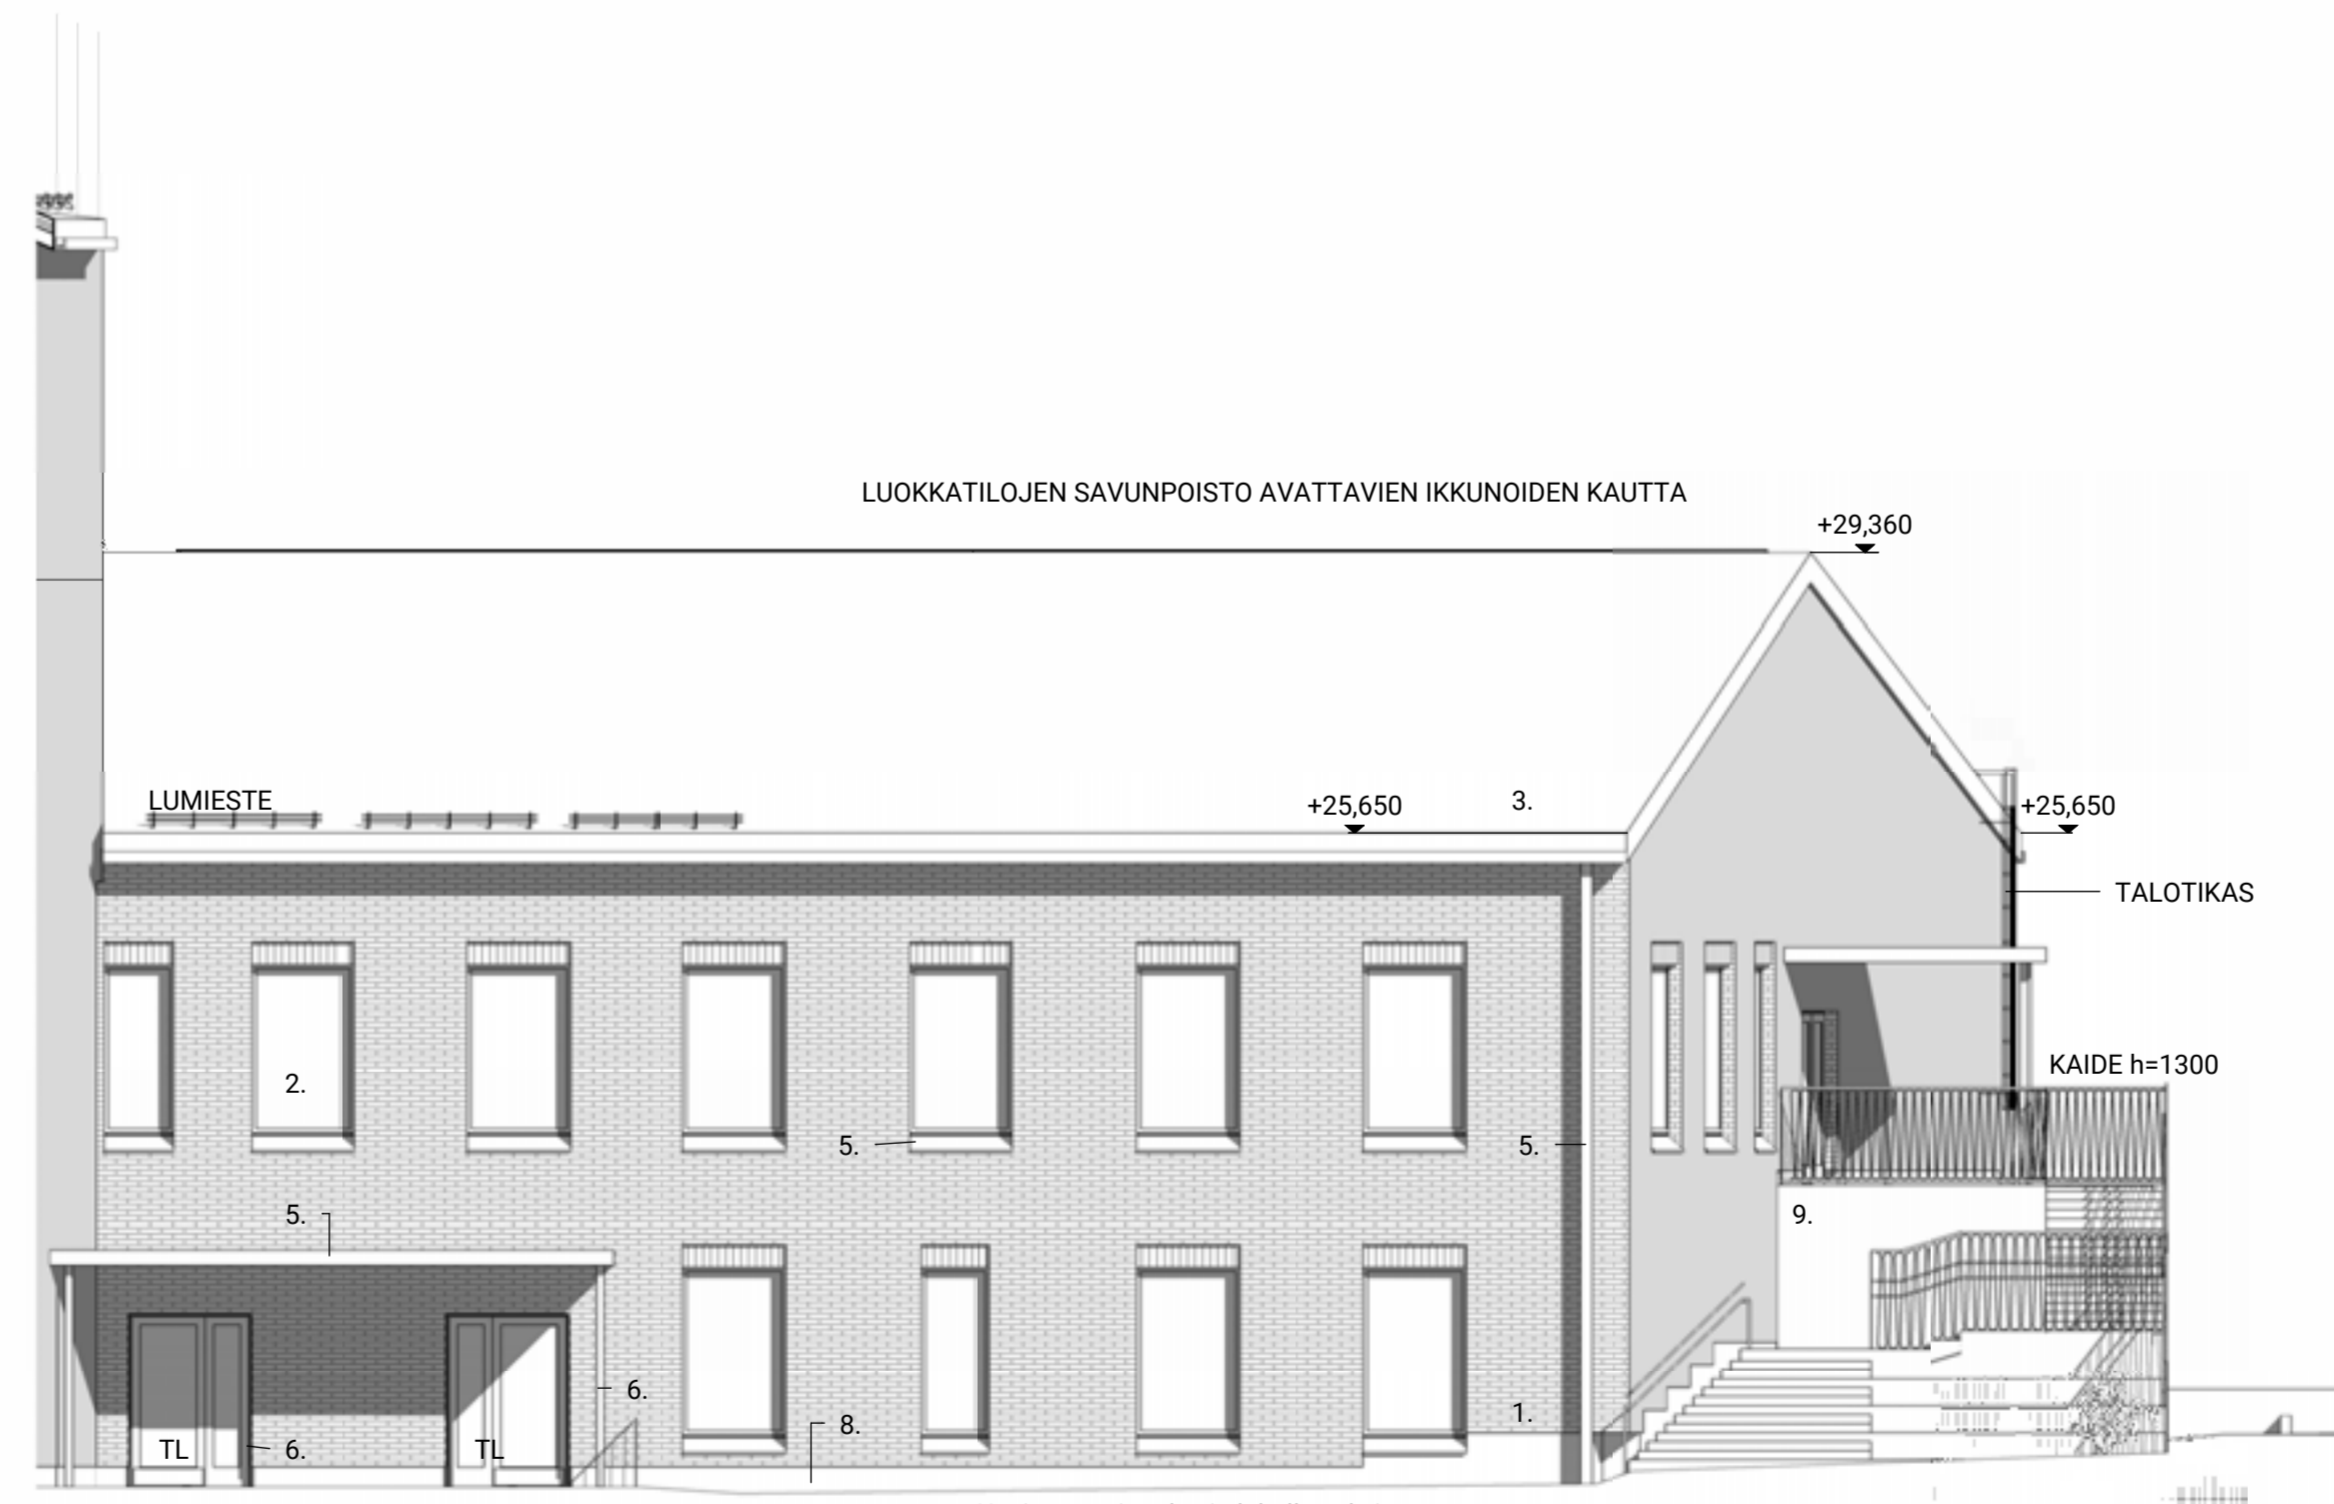 LUOKKATILOJEN SAVUNPOISTO AVATTAVIEN IKKUNOIDEN KAUTTA
+29,360
LUMIESTE
+25,650
3.
+25,650
TALOTIKAS
KAIDE h=1300
2.
5.
5.
5.
9.
6.
1.
8.
TL
6.
TL